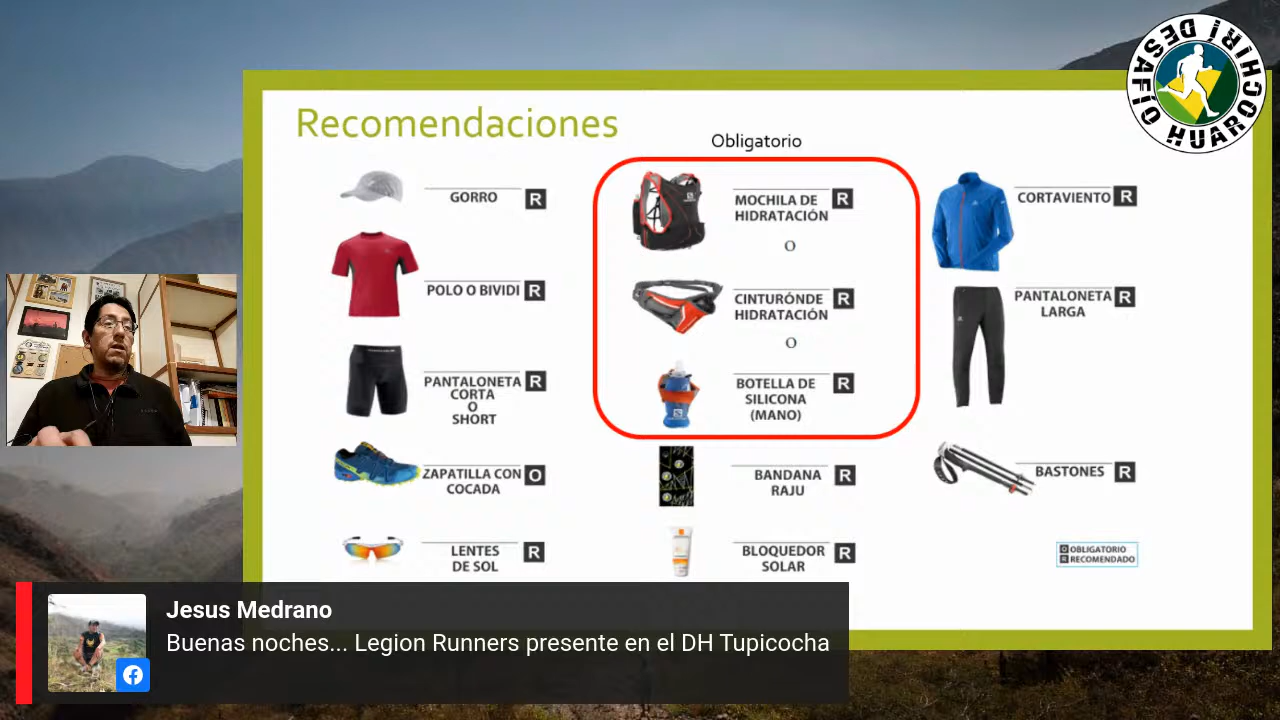 Recomendaciones
Obligatorio
GORRO R
POLO O BIVIDI R
PANTALONETA R
CORTA
O
SHORT
ZAPATILLA CON O
COCADA
LENTES R
DE SOL
MOCHILA DE R
HIDRATACIÓN
O
CINTURÓNDE R
HIDRATACIÓN
O
BOTELLA DE R
SILICONA
(MANO)
BANDANA R
RAJU
BLOQUEDOR R
SOLAR
CORTAVIENTO R
PANTALONETA R
LARGA
BASTONES R
O OBLIGATORIO
R RECOMENDADO
DESAFÍO HUAROCHIRÍ
Jesus Medrano
Buenas noches... Legion Runners presente en el DH Tupicocha